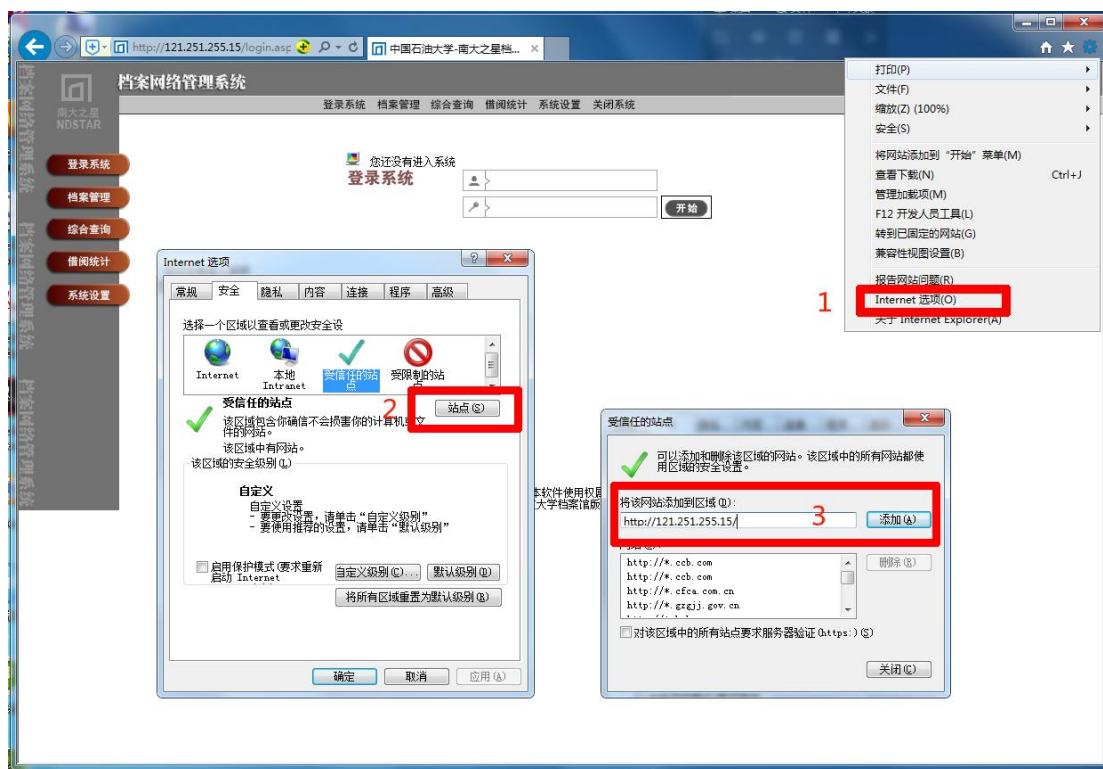 http://121.251.255.15/login.asp
中国石油大学-南大之星档...
档案网络管理系统
南大之星
NDSTAR
登录系统 档案管理 综合查询 借阅统计 系统设置 关闭系统
您还没有进入系统
登录系统
开始
登录系统
档案管理
综合查询
借阅统计
系统设置
打印(P)
文件(F)
缩放(Z) (100%)
安全(S)
将网站添加到“开始”菜单(M)
查看下载(N) Ctrl+J
管理加载项(M)
F12 开发人员工具(L)
转到已固定的网站(G)
兼容性视图设置(B)
报告网站问题(R)
1
Internet 选项(O)
关于 Internet Explorer(A)
Internet 选项
常规 安全 隐私 内容 连接 程序 高级
选择一个区域以查看或更改安全设
Internet
本地
Intranet
受信任的站
点
受限制的站
点
受信任的站点
2
站点(S)
该区域包含你确信不会损害你的计算机或文
件的网站。
该区域中有网站。
该区域的安全级别(L)
自定义
自定义设置
- 要更改设置，请单击“自定义级别”
- 要使用推荐的设置，请单击“默认级别”
启用保护模式(要求重新
启动 Internet
自定义级别(C)... 默认级别(D)
将所有区域重置为默认级别(R)
确定 取消 应用(A)
本软件使用权
大学档案馆版
受信任的站点
可以添加和删除该区域的网站。该区域中的所有网站都使
用区域的安全设置。
将该网站添加到区域(D):
http://121.251.255.15/
3
添加(A)
http://*.ccb.com
http://*.ccb.com
http://*.cfca.com.cn
http://*.gzgjj.gov.cn
删除(R)
对该区域中的所有站点要求服务器验证(https:)(S)
关闭(C)